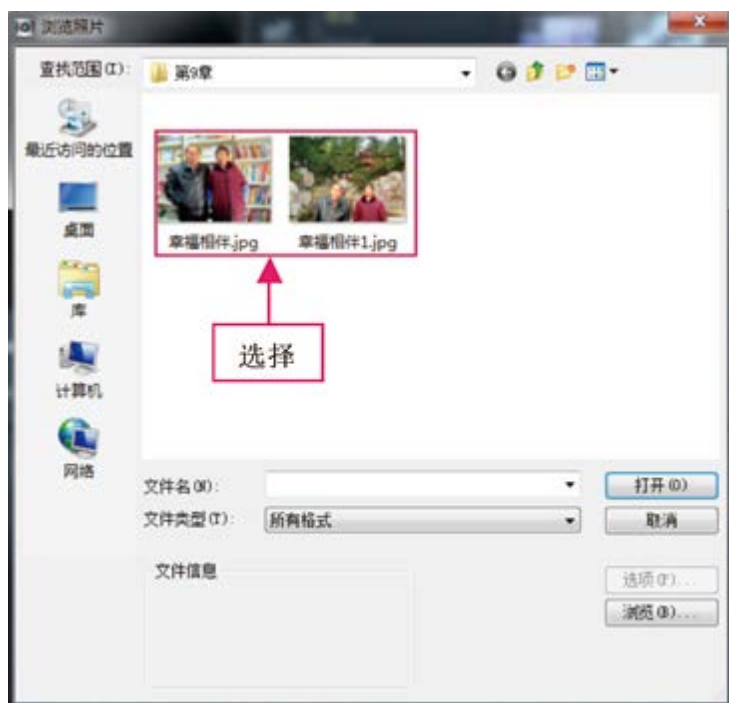 浏览照片
查找范围(I):
第9章
最近访问的位置
桌面
库
计算机
网络
幸福相伴.jpg
幸福相伴1.jpg
选择
文件名(N):
打开(O)
文件类型(T):
所有格式
取消
文件信息
选项(P)...
浏览(B)...